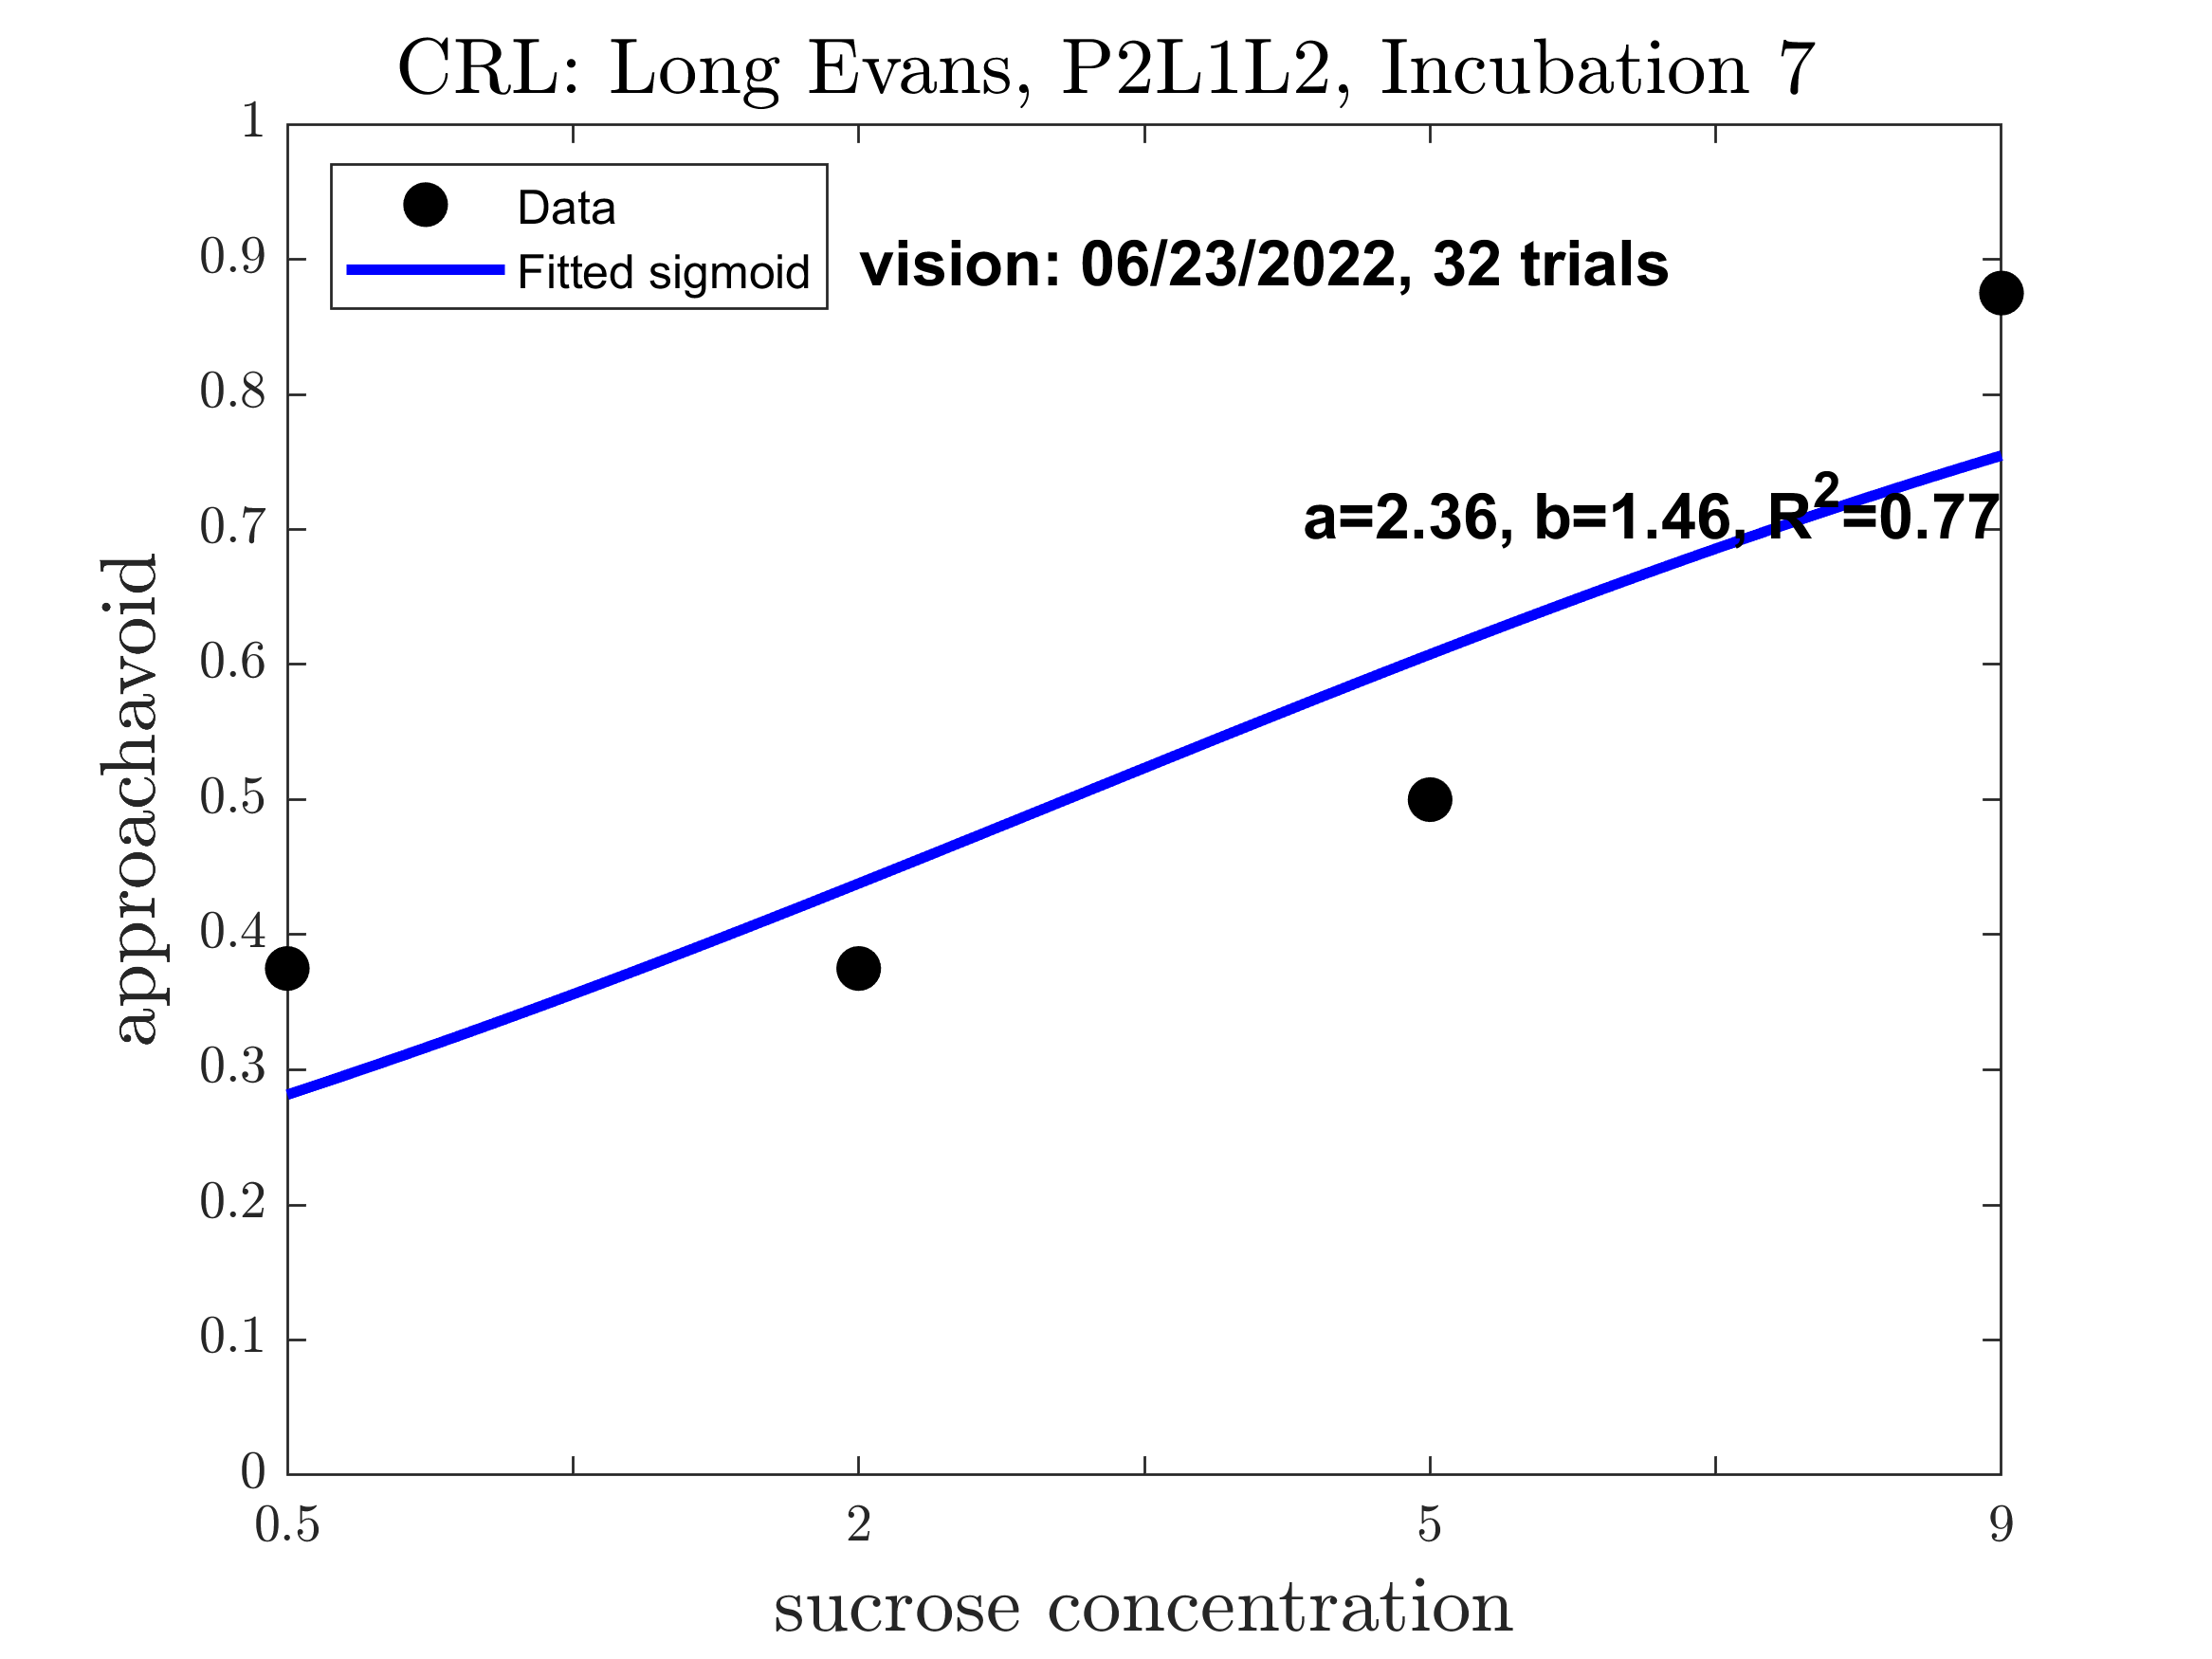 CRL: Long Evans, P2L1L2, Incubation 7
1
Data
Fitted sigmoid
vision: 06/23/2022, 32 trials
0.9
0.8
a=2.36, b=1.46, R²=0.77
0.7
0.6
0.5
0.4
0.3
0.2
0.1
0
approachavoid
0.5 2 5 9
sucrose concentration